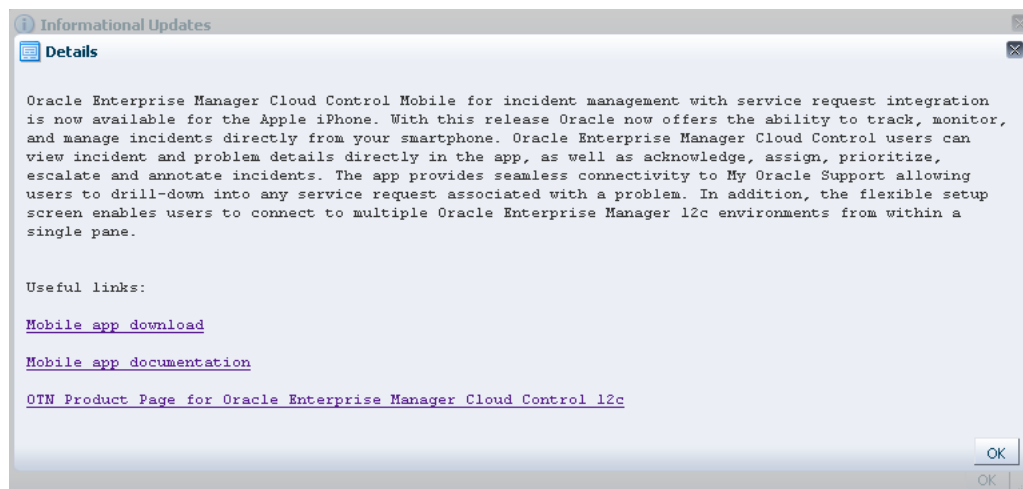 Informational Updates
Details
Oracle Enterprise Manager Cloud Control Mobile for incident management with service request integration
is now available for the Apple iPhone. With this release Oracle now offers the ability to track, monitor,
and manage incidents directly from your smartphone. Oracle Enterprise Manager Cloud Control users can
view incident and problem details directly in the app, as well as acknowledge, assign, prioritize,
escalate and annotate incidents. The app provides seamless connectivity to My Oracle Support allowing
users to drill-down into any service request associated with a problem. In addition, the flexible setup
screen enables users to connect to multiple Oracle Enterprise Manager 12c environments from within a
single pane.
Useful links:
Mobile app download
Mobile app documentation
OTN Product Page for Oracle Enterprise Manager Cloud Control 12c
OK
OK